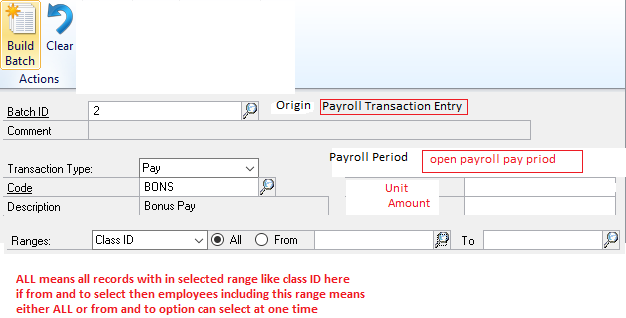 Build Clear
Batch
Actions
Batch ID 2 Origin Payroll Transaction Entry
Comment
Payroll Period open payroll pay priod
Transaction Type: Pay
Code BONS Unit
Description Bonus Pay Amount
Ranges: Class ID All From To
ALL means all records with in selected range like class ID here
if from and to select then employees including this range means
either ALL or from and to option can select at one time